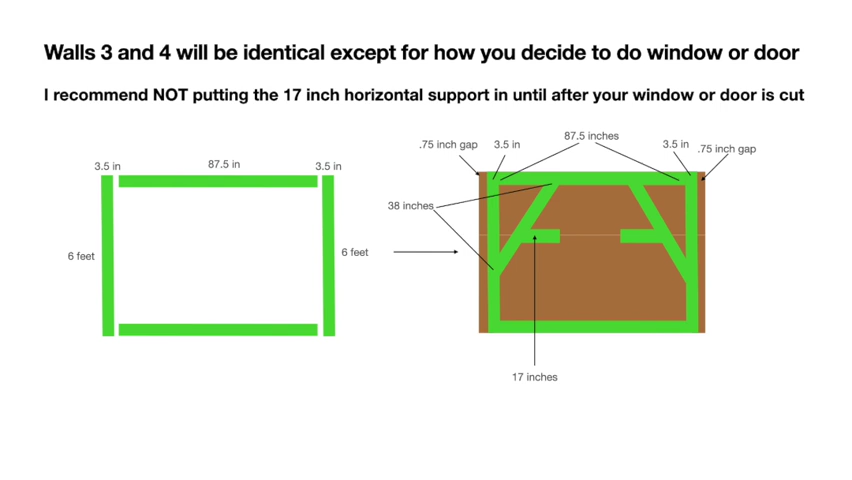 Walls 3 and 4 will be identical except for how you decide to do window or door
I recommend NOT putting the 17 inch horizontal support in until after your window or door is cut
3.5 in
87.5 in
3.5 in
6 feet
6 feet
.75 inch gap
3.5 in
87.5 inches
3.5 in
.75 inch gap
38 inches
17 inches